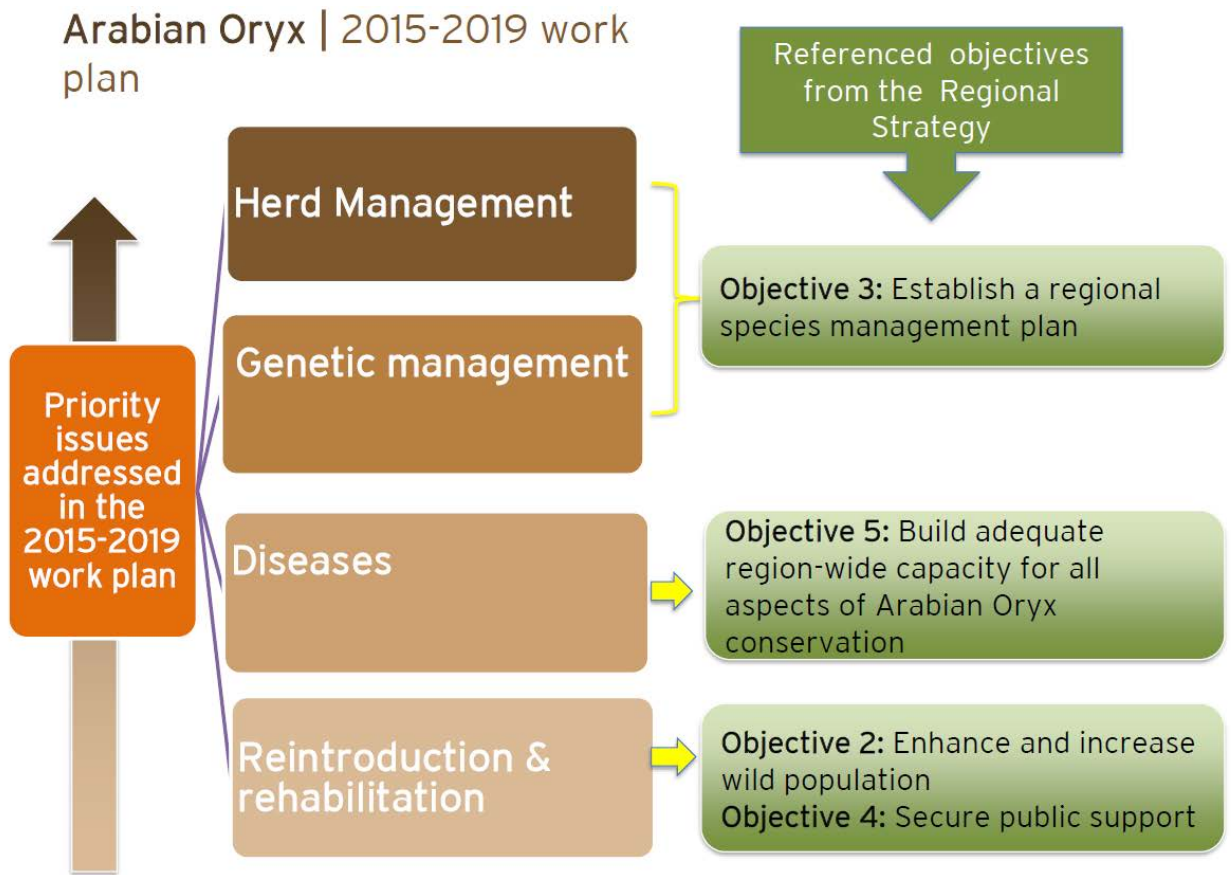 Arabian Oryx | 2015-2019 work
plan
Referenced objectives
from the Regional
Strategy
Priority
issues
addressed
in the
2015-2019
work plan
Herd Management
Genetic management
Objective 3: Establish a regional
species management plan
Diseases
Objective 5: Build adequate
region-wide capacity for all
aspects of Arabian Oryx
conservation
Reintroduction &
rehabilitation
Objective 2: Enhance and increase
wild population
Objective 4: Secure public support